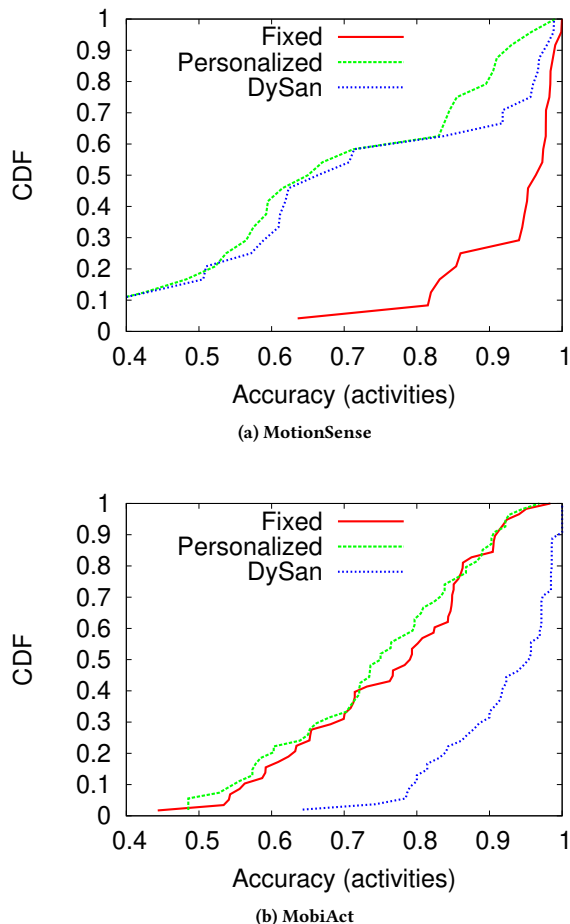 1
0.9
0.8
0.7
0.6
0.5
0.4
0.3
0.2
0.1
0
CDF
Fixed
Personalized
DySan
0.4 0.5 0.6 0.7 0.8 0.9 1
Accuracy (activities)
(a) MotionSense
1
0.9
0.8
0.7
0.6
0.5
0.4
0.3
0.2
0.1
0
CDF
Fixed
Personalized
DySan
0.4 0.5 0.6 0.7 0.8 0.9 1
Accuracy (activities)
(b) MobiAct